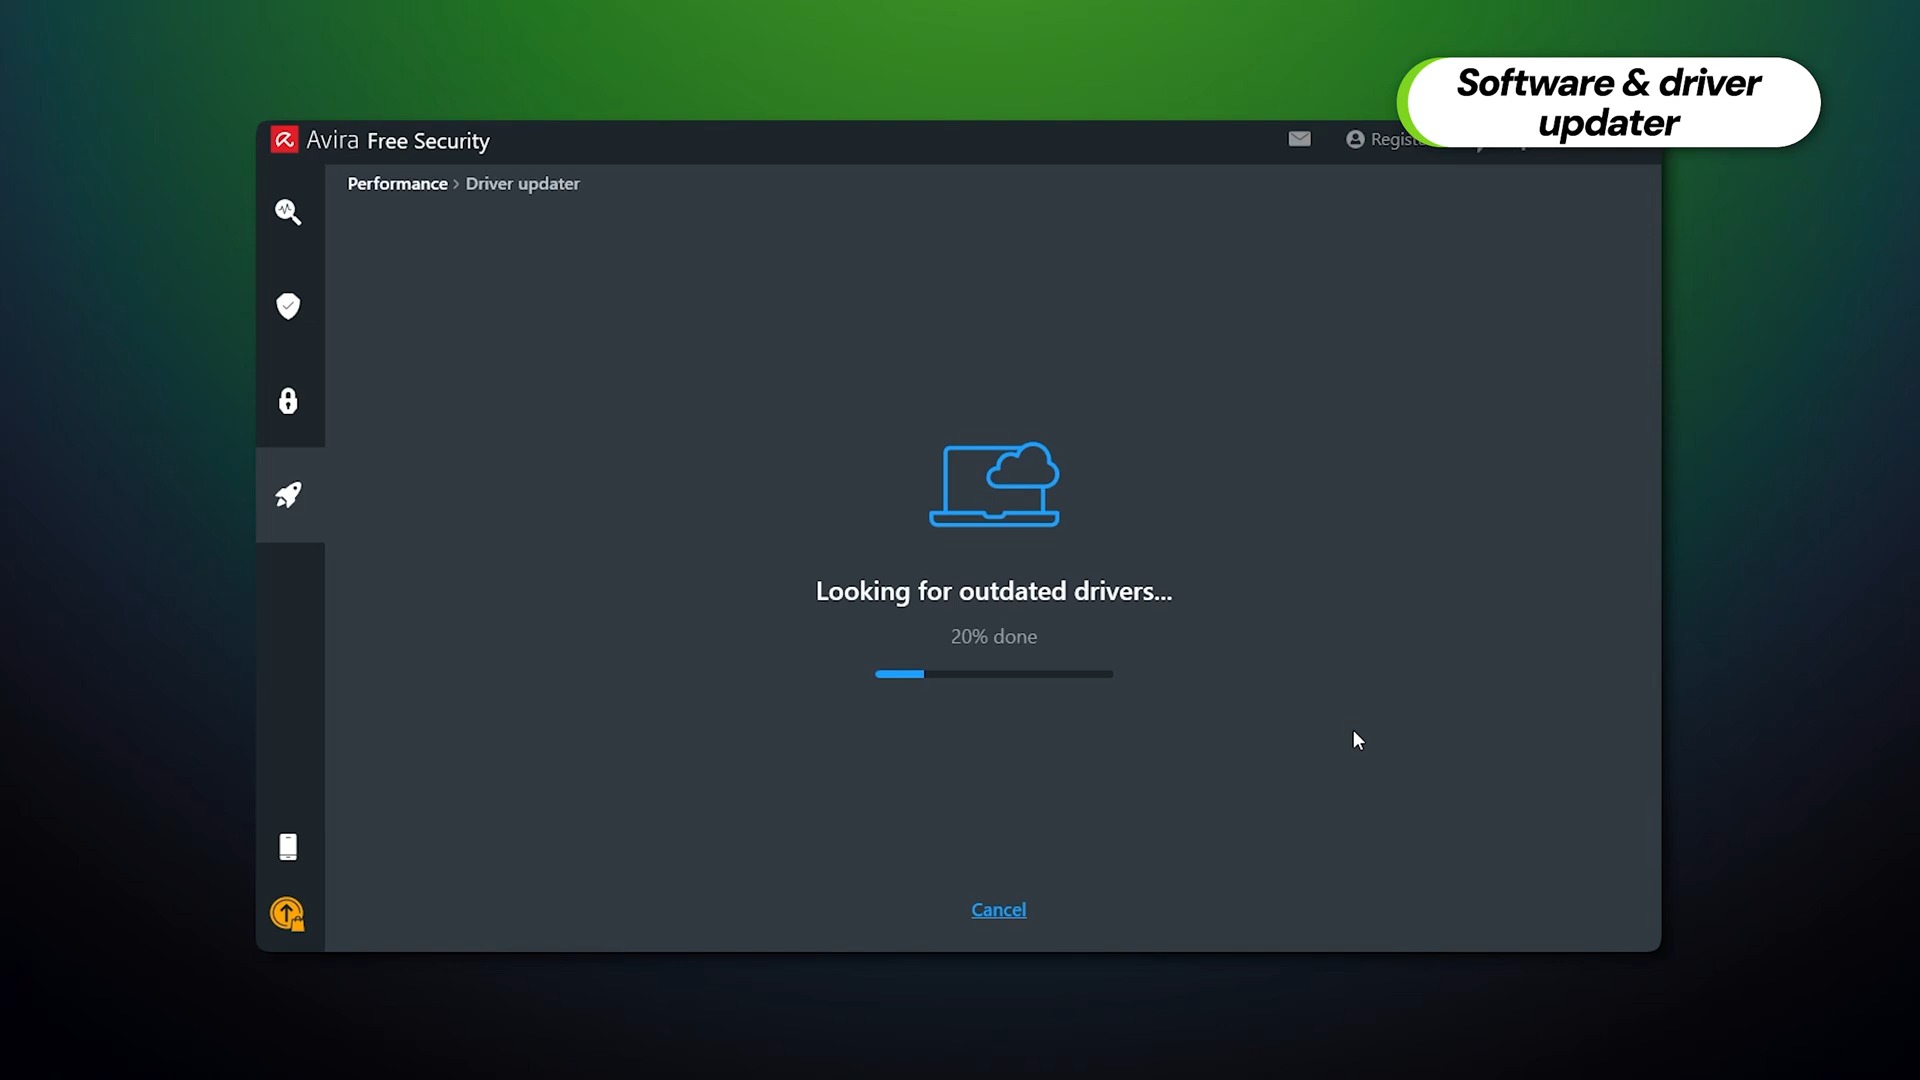 Software & driver
updater
Avira Free Security
Performance > Driver updater
Looking for outdated drivers...
20% done
Cancel